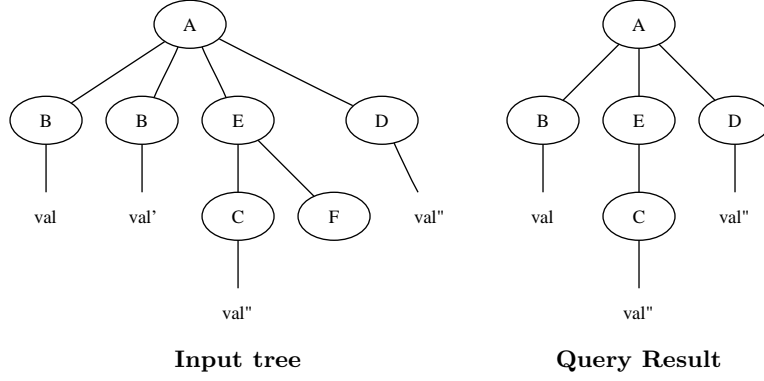 A
A
B B E D
B E D
val val' C F val"
val C val"
val"
val"
Input tree
Query Result